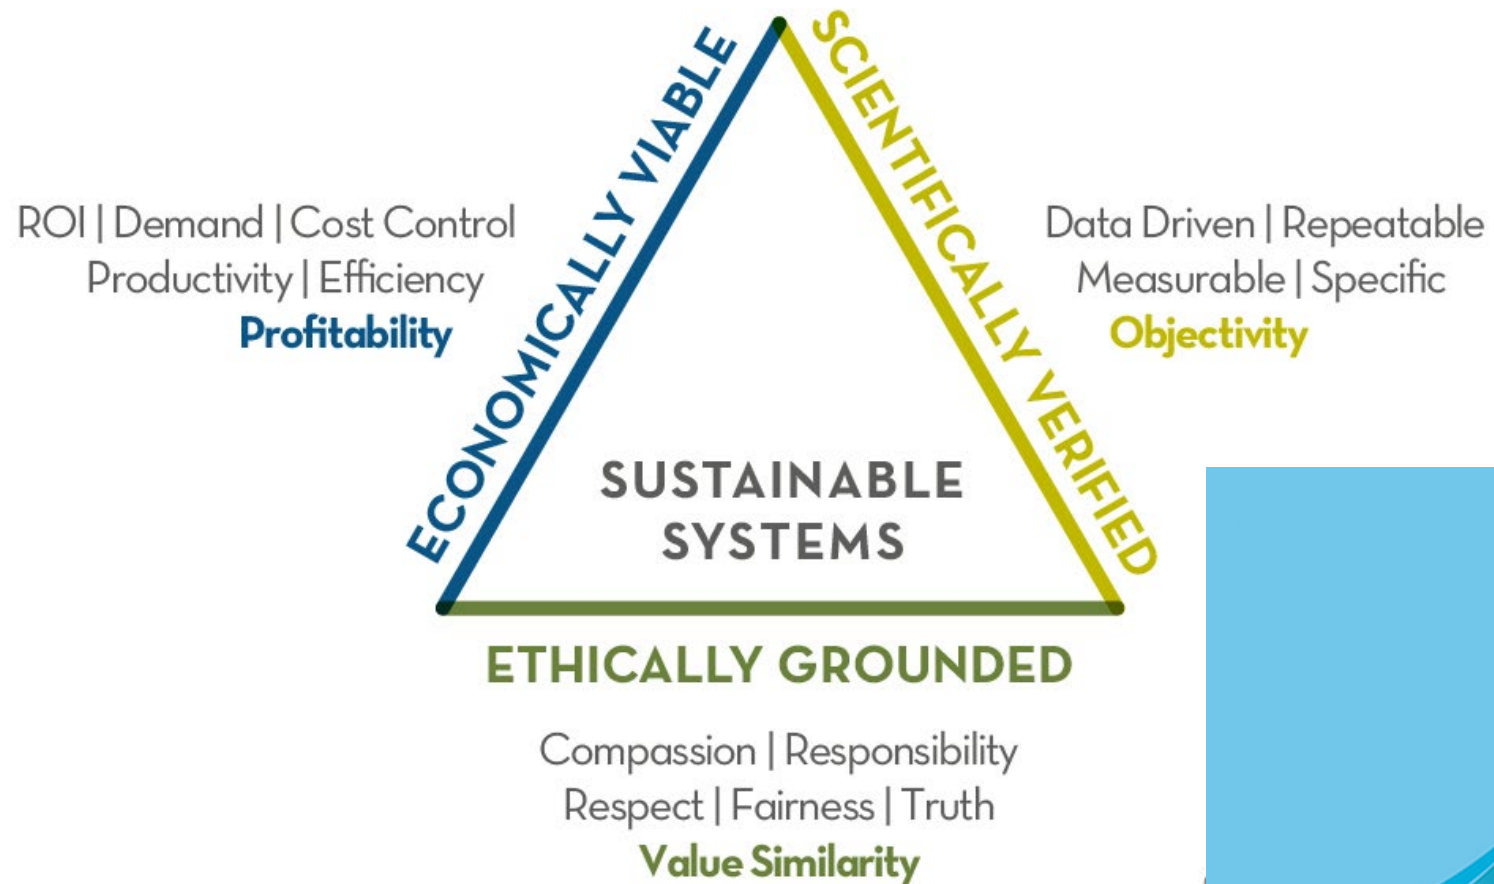 ECONOMICALLY VIABLE
SCIENTIFICALLY VERIFIED
ROI | Demand | Cost Control
Productivity | Efficiency
Profitability
Data Driven | Repeatable
Measurable | Specific
Objectivity
SUSTAINABLE
SYSTEMS
ETHICALLY GROUNDED
Compassion | Responsibility
Respect | Fairness | Truth
Value Similarity